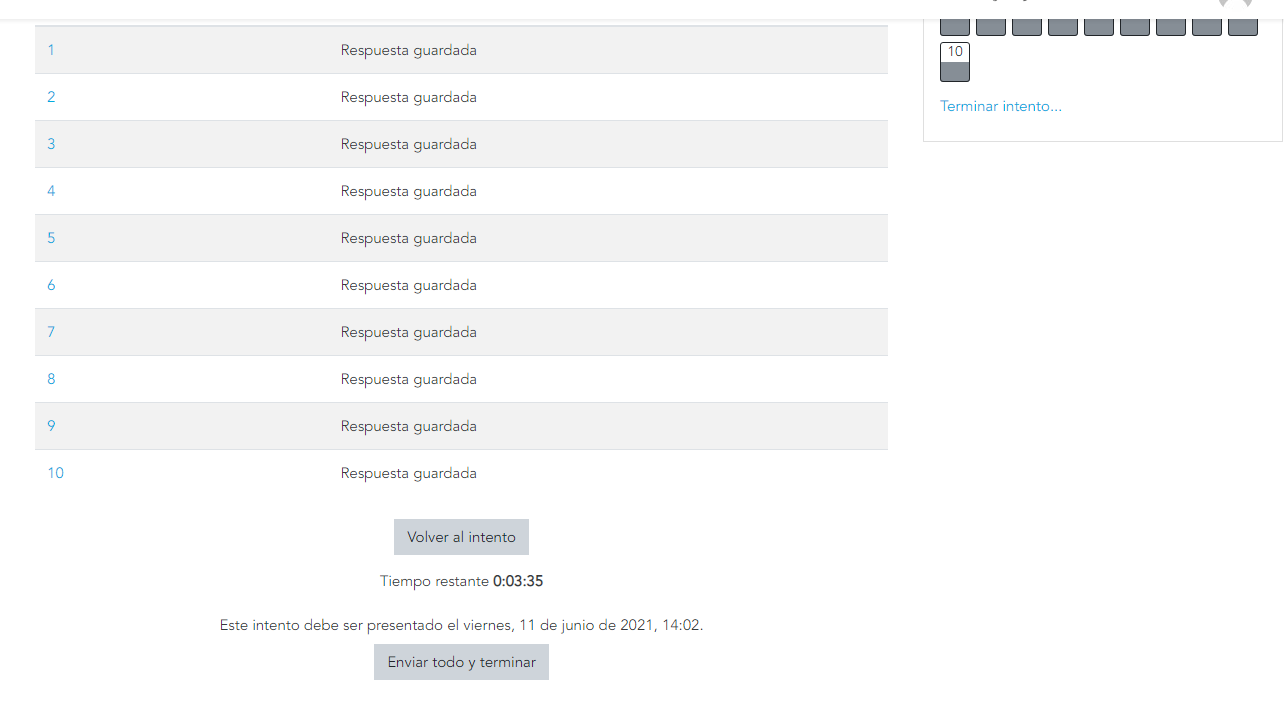 1 Respuesta guardada
2 Respuesta guardada
3 Respuesta guardada
4 Respuesta guardada
5 Respuesta guardada
6 Respuesta guardada
7 Respuesta guardada
8 Respuesta guardada
9 Respuesta guardada
10 Respuesta guardada
Volver al intento
Tiempo restante 0:03:35
Este intento debe ser presentado el viernes, 11 de junio de 2021, 14:02.
Enviar todo y terminar
10
Terminar intento...